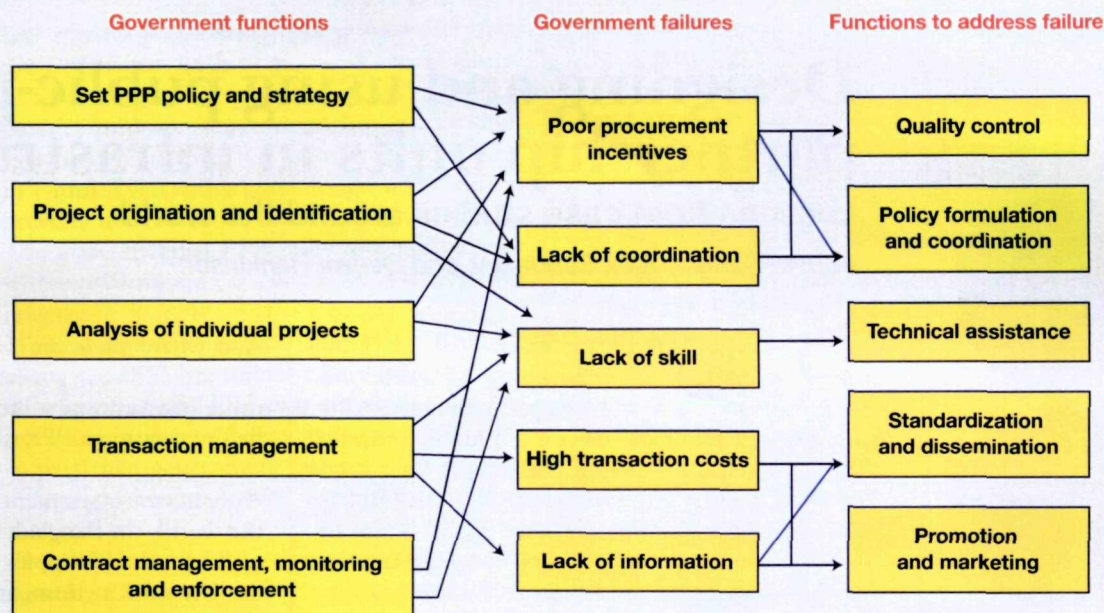 Government functions
Government failures
Functions to address failure
Set PPP policy and strategy
Project origination and identification
Analysis of individual projects
Transaction management
Contract management, monitoring
and enforcement
Poor procurement
incentives
Lack of coordination
Lack of skill
High transaction costs
Lack of information
Quality control
Policy formulation
and coordination
Technical assistance
Standardization
and dissemination
Promotion
and marketing